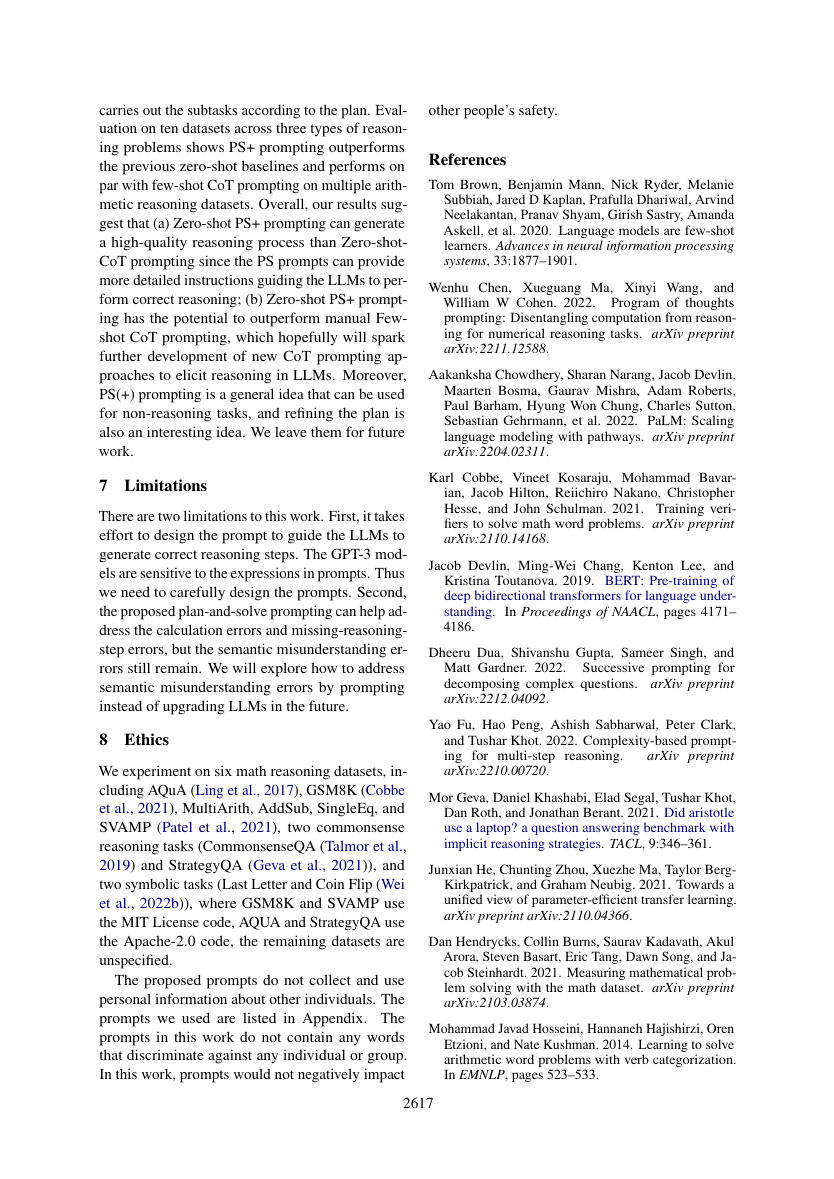 carries out the subtasks according to the plan. Eval-
uation on ten datasets across three types of reason-
ing problems shows PS+ prompting outperforms
the previous zero-shot baselines and performs on
par with few-shot CoT prompting on multiple arith-
metic reasoning datasets. Overall, our results sug-
gest that (a) Zero-shot PS+ prompting can generate
a high-quality reasoning process than Zero-shot-
CoT prompting since the PS prompts can provide
more detailed instructions guiding the LLMs to per-
form correct reasoning; (b) Zero-shot PS+ prompt-
ing has the potential to outperform manual Few-
shot CoT prompting, which hopefully will spark
further development of new CoT prompting ap-
proaches to elicit reasoning in LLMs. Moreover,
PS(+) prompting is a general idea that can be used
for non-reasoning tasks, and refining the plan is
also an interesting idea. We leave them for future
work.
7 Limitations
There are two limitations to this work. First, it takes
effort to design the prompt to guide the LLMs to
generate correct reasoning steps. The GPT-3 mod-
els are sensitive to the expressions in prompts. Thus
we need to carefully design the prompts. Second,
the proposed plan-and-solve prompting can help ad-
dress the calculation errors and missing-reasoning-
step errors, but the semantic misunderstanding er-
rors still remain. We will explore how to address
semantic misunderstanding errors by prompting
instead of upgrading LLMs in the future.
8 Ethics
We experiment on six math reasoning datasets, in-
cluding AQuA (Ling et al., 2017), GSM8K (Cobbe
et al., 2021), MultiArith, AddSub, SingleEq, and
SVAMP (Patel et al., 2021), two commonsense
reasoning tasks (CommonsenseQA (Talmor et al.,
2019) and StrategyQA (Geva et al., 2021)), and
two symbolic tasks (Last Letter and Coin Flip (Wei
et al., 2022b)), where GSM8K and SVAMP use
the MIT License code, AQUA and StrategyQA use
the Apache-2.0 code, the remaining datasets are
unspecified.
The proposed prompts do not collect and use
personal information about other individuals. The
prompts we used are listed in Appendix. The
prompts in this work do not contain any words
that discriminate against any individual or group.
In this work, prompts would not negatively impact
other people's safety.
References
Tom Brown, Benjamin Mann, Nick Ryder, Melanie
Subbiah, Jared D Kaplan, Prafulla Dhariwal, Arvind
Neelakantan, Pranav Shyam, Girish Sastry, Amanda
Askell, et al. 2020. Language models are few-shot
learners. Advances in neural information processing
systems, 33:1877–1901.
Wenhu Chen, Xueguang Ma, Xinyi Wang, and
William W Cohen. 2022. Program of thoughts
prompting: Disentangling computation from reason-
ing for numerical reasoning tasks. arXiv preprint
arXiv:2211.12588.
Aakanksha Chowdhery, Sharan Narang, Jacob Devlin,
Maarten Bosma, Gaurav Mishra, Adam Roberts,
Paul Barham, Hyung Won Chung, Charles Sutton,
Sebastian Gehrmann, et al. 2022. PaLM: Scaling
language modeling with pathways. arXiv preprint
arXiv:2204.02311.
Karl Cobbe, Vineet Kosaraju, Mohammad Bavar-
ian, Jacob Hilton, Reiichiro Nakano, Christopher
Hesse, and John Schulman. 2021. Training veri-
fiers to solve math word problems. arXiv preprint
arXiv:2110.14168.
Jacob Devlin, Ming-Wei Chang, Kenton Lee, and
Kristina Toutanova. 2019. BERT: Pre-training of
deep bidirectional transformers for language under-
standing. In Proceedings of NAACL, pages 4171–
4186.
Dheeru Dua, Shivanshu Gupta, Sameer Singh, and
Matt Gardner. 2022. Successive prompting for
decomposing complex questions. arXiv preprint
arXiv:2212.04092.
Yao Fu, Hao Peng, Ashish Sabharwal, Peter Clark,
and Tushar Khot. 2022. Complexity-based prompt-
ing for multi-step reasoning. arXiv preprint
arXiv:2210.00720.
Mor Geva, Daniel Khashabi, Elad Segal, Tushar Khot,
Dan Roth, and Jonathan Berant. 2021. Did aristotle
use a laptop? a question answering benchmark with
implicit reasoning strategies. TACL, 9:346–361.
Junxian He, Chunting Zhou, Xuezhe Ma, Taylor Berg-
Kirkpatrick, and Graham Neubig. 2021. Towards a
unified view of parameter-efficient transfer learning.
arXiv preprint arXiv:2110.04366.
Dan Hendrycks, Collin Burns, Saurav Kadavath, Akul
Arora, Steven Basart, Eric Tang, Dawn Song, and Ja-
cob Steinhardt. 2021. Measuring mathematical prob-
lem solving with the math dataset. arXiv preprint
arXiv:2103.03874.
Mohammad Javad Hosseini, Hannaneh Hajishirzi, Oren
Etzioni, and Nate Kushman. 2014. Learning to solve
arithmetic word problems with verb categorization.
In EMNLP, pages 523–533.
2617